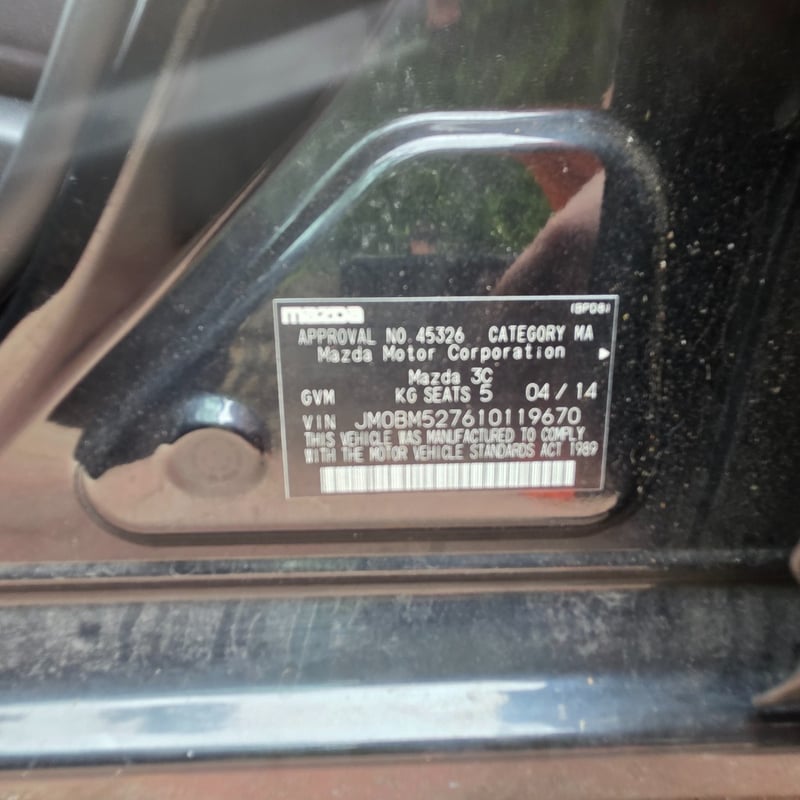 mazda (BP08)
APPROVAL NO. 45326 CATEGORY MA
Mazda Motor Corporation
Mazda 3C
GVM KG SEATS 5 04 / 14
VIN JM0BM527610119670
THIS VEHICLE WAS MANUFACTURED TO COMPLY
WITH THE MOTOR VEHICLE STANDARDS ACT 1989